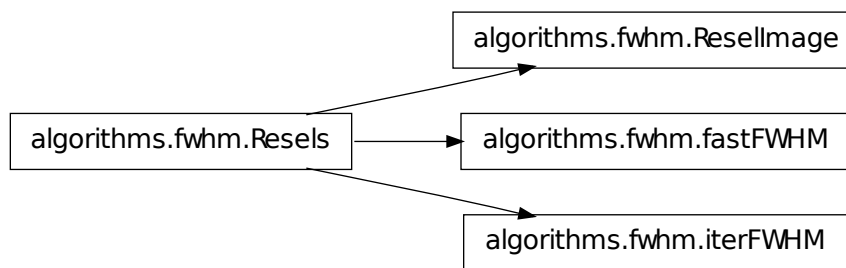 algorithms.fwhm.ReselImage
algorithms.fwhm.Resels
algorithms.fwhm.fastFWHM
algorithms.fwhm.iterFWHM